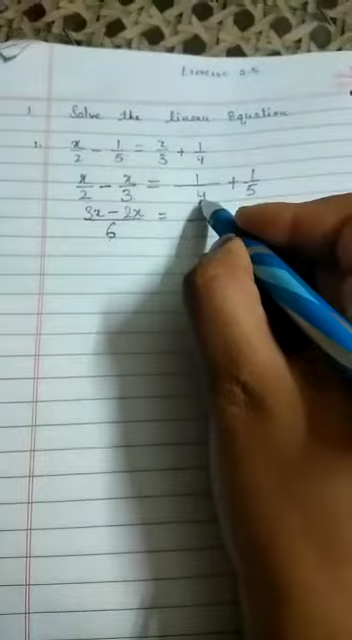 Exercise 2.5
1. Solve the linear Equation
1. x/2 - 1/5 = x/3 + 1/4
x/2 - x/3 = 1/4 + 1/5
3x - 2x/6 =